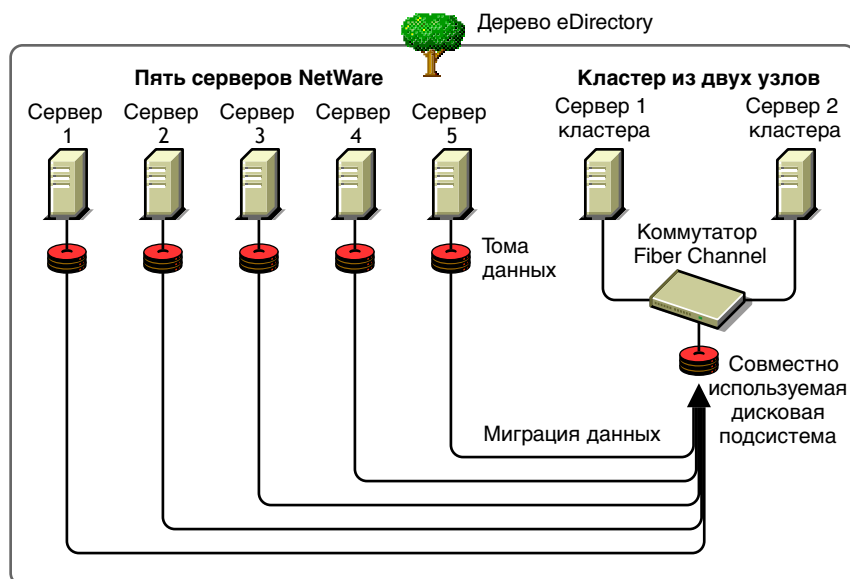 Дерево eDirectory
Пять серверов NetWare
Кластер из двух узлов
Сервер
1
Сервер
2
Сервер
3
Сервер
4
Сервер
5
Сервер 1
кластера
Сервер 2
кластера
Коммутатор
Fiber Channel
Тома
данных
Совместно
используемая
дисковая
подсистема
Миграция данных